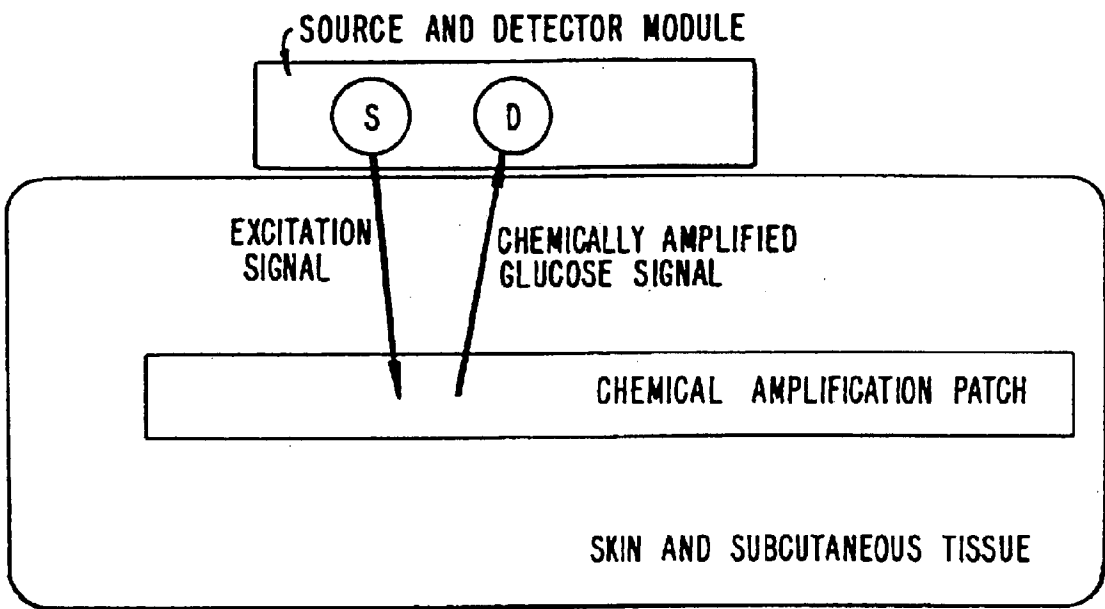 SOURCE AND DETECTOR MODULE
S
D
EXCITATION
SIGNAL
CHEMICALLY AMPLIFIED
GLUCOSE SIGNAL
CHEMICAL AMPLIFICATION PATCH
SKIN AND SUBCUTANEOUS TISSUE